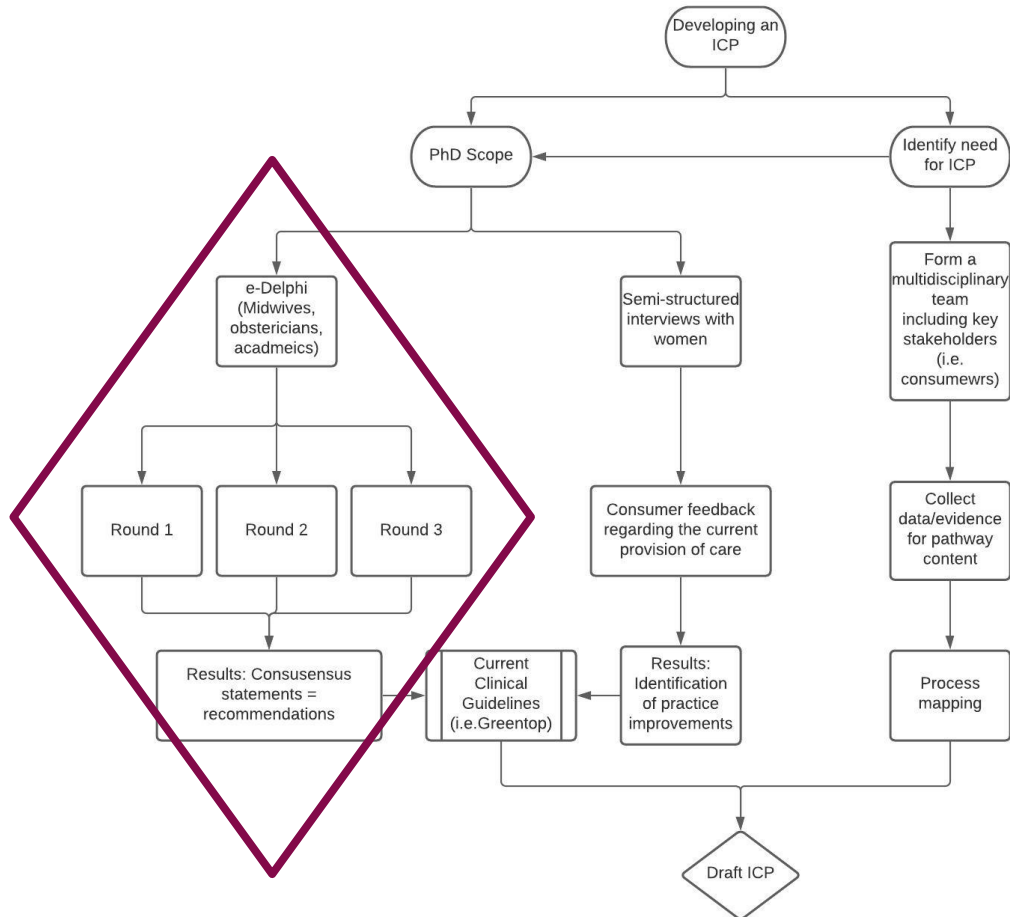 Developing an
ICP
PhD Scope
Identify need
for ICP
e-Delphi
(Midwives,
obstericians,
acadmeics)
Semi-structured
interviews with
women
Form a
multidisciplinary
team
including key
stakeholders
(i.e.
consumewrs)
Round 1
Round 2
Round 3
Consumer feedback
regarding the current
provision of care
Collect
data/evidence
for pathway
content
Results: Consusensus
statements =
recommendations
Current
Clinical
Guidelines
(i.e.Greentop)
Results:
Identification
of practice
improvements
Process
mapping
Draft ICP